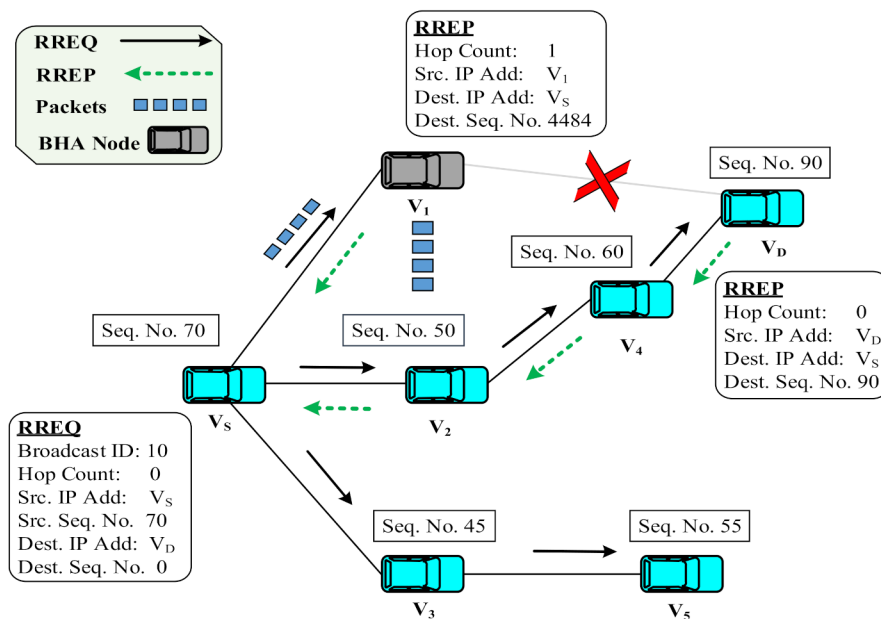 RREQ
RREP
Packets
BHA Node
RREP
Hop Count: 1
Src. IP Add: V₁
Dest. IP Add: Vₛ
Dest. Seq. No. 4484
V₁
Seq. No. 90
V_D
Seq. No. 60
V₄
RREP
Hop Count: 0
Src. IP Add: V_D
Dest. IP Add: Vₛ
Dest. Seq. No. 90
Seq. No. 70
Vₛ
Seq. No. 50
V₂
RREQ
Broadcast ID: 10
Hop Count: 0
Src. IP Add: Vₛ
Src. Seq. No. 70
Dest. IP Add: V_D
Dest. Seq. No. 0
Seq. No. 45
V₃
Seq. No. 55
V₅